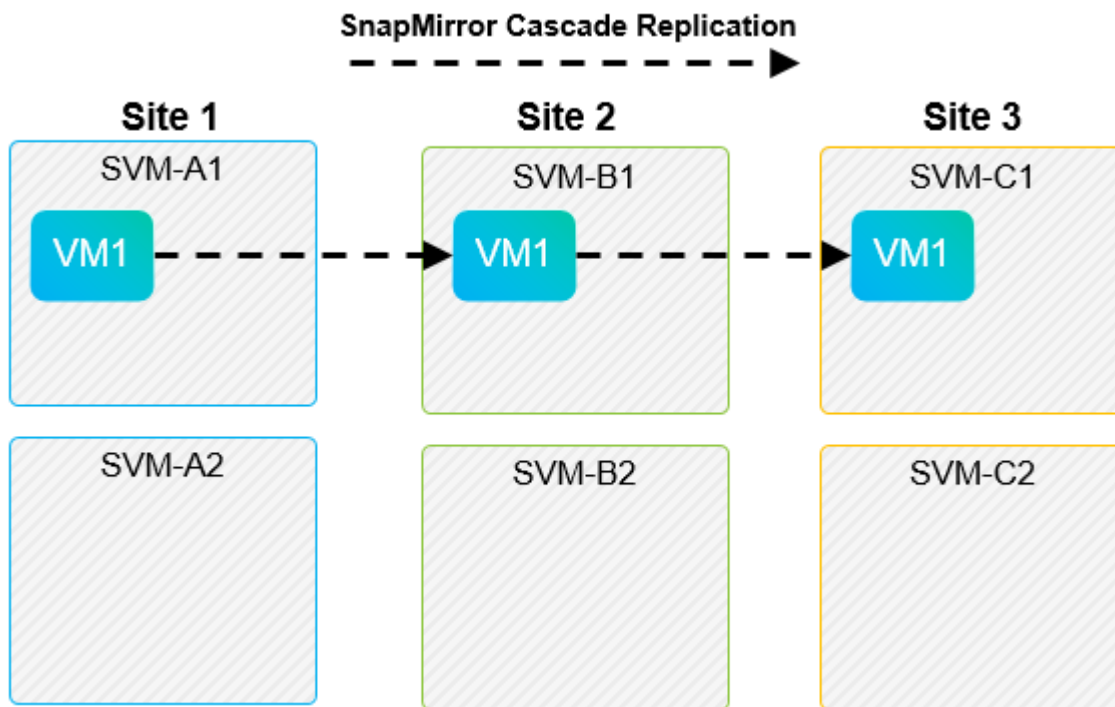 SnapMirror Cascade Replication
Site 1
Site 2
Site 3
SVM-A1
SVM-B1
SVM-C1
VM1
VM1
VM1
SVM-A2
SVM-B2
SVM-C2